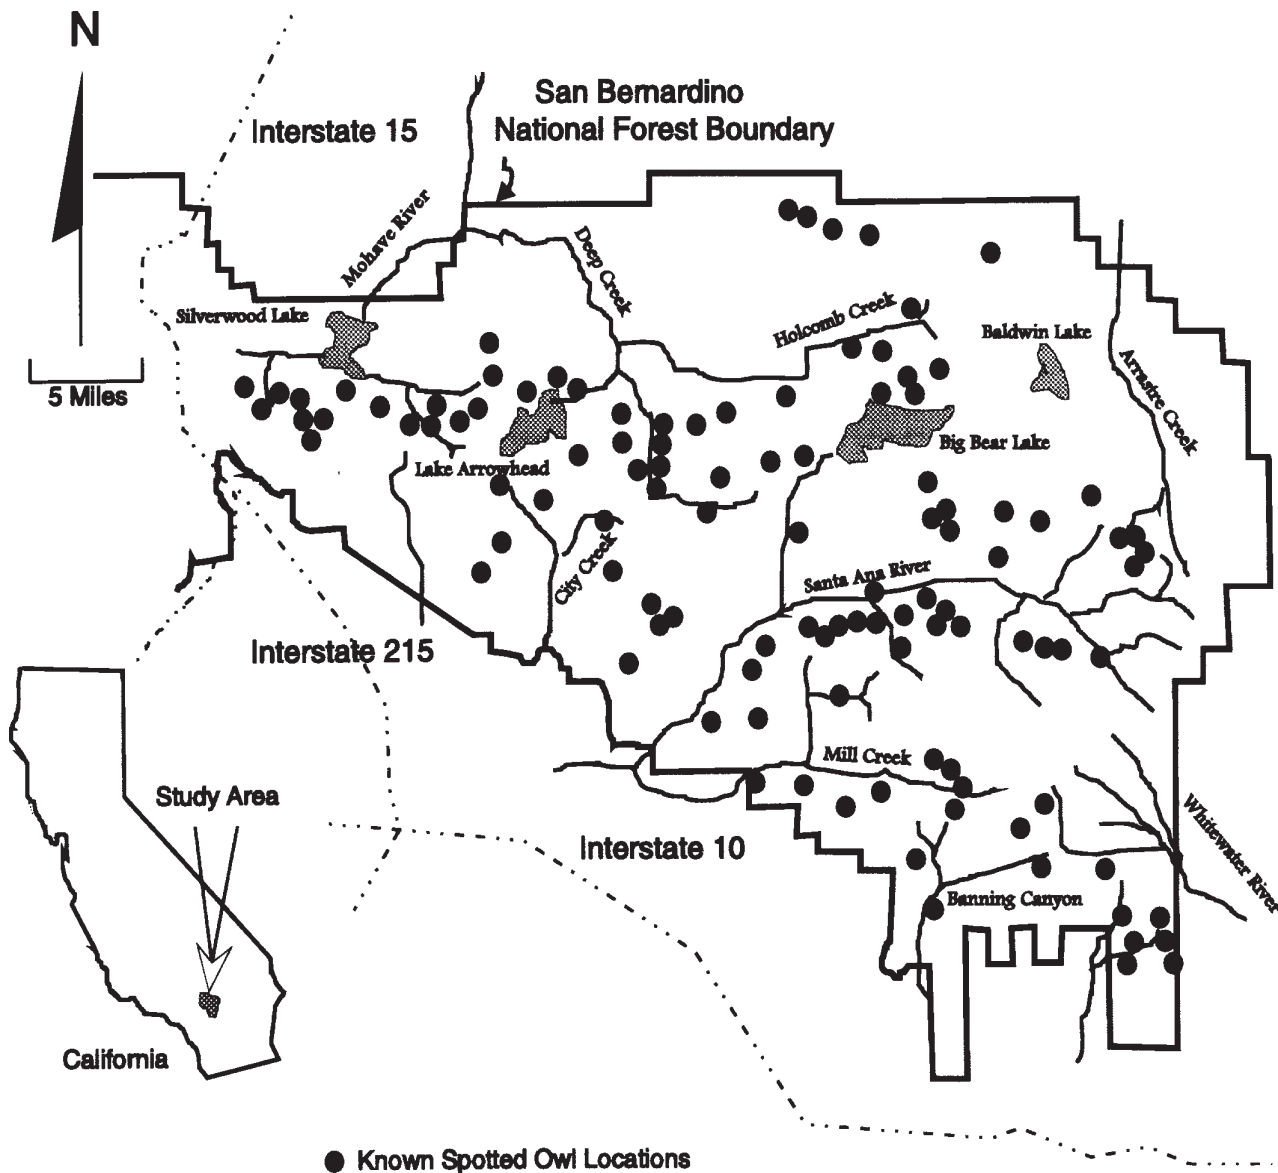 N
Interstate 15
San Bernardino
National Forest Boundary
Mohave River
Deep Creek
Silverwood Lake
Holcomb Creek
Baldwin Lake
Arrastre Creek
5 Miles
Big Bear Lake
Lake Arrowhead
City Creek
Santa Ana River
Interstate 215
Mill Creek
Study Area
Whitewater River
Interstate 10
Banning Canyon
California
Known Spotted Owl Locations